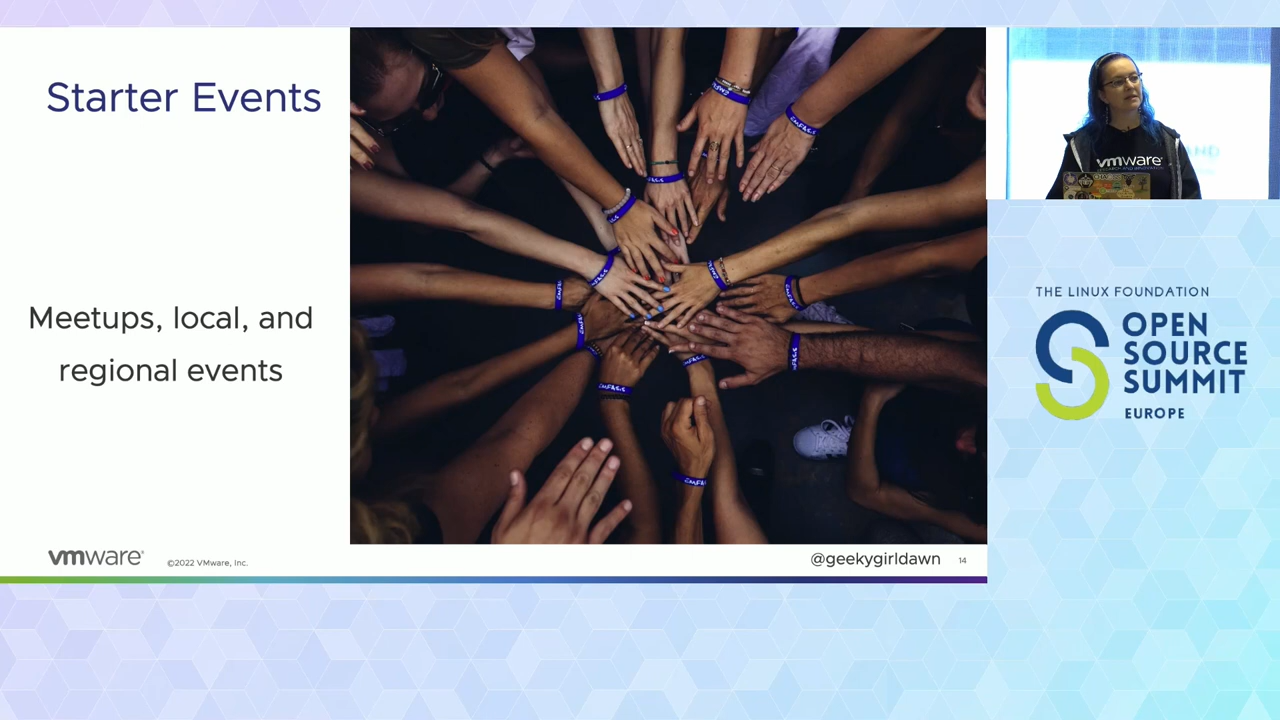 Starter Events
Meetups, local, and
regional events
vmware®
©2022 VMware, Inc.
@geekygirldawn
14
vmware®
THE LINUX FOUNDATION
OPEN
SOURCE
SUMMIT
EUROPE